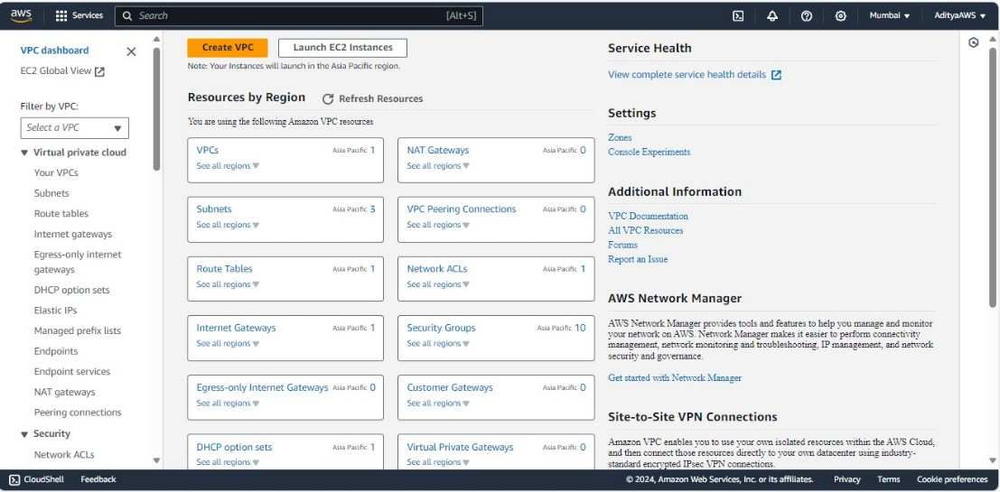 aws
Services
Search
[Alt+S]
Mumbai
AdityaAWS
VPC dashboard
EC2 Global View
Filter by VPC:
Select a VPC
Virtual private cloud
Your VPCs
Subnets
Route tables
Internet gateways
Egress-only internet
gateways
DHCP option sets
Elastic IPs
Managed prefix lists
Endpoints
Endpoint services
NAT gateways
Peering connections
Security
Network ACLs
Create VPC
Launch EC2 Instances
Note: Your Instances will launch in the Asia Pacific region.
Resources by Region
Refresh Resources
You are using the following Amazon VPC resources
VPCs Asia Pacific 1
See all regions
NAT Gateways Asia Pacific 0
See all regions
Subnets Asia Pacific 3
See all regions
VPC Peering Connections Asia Pacific 0
See all regions
Route Tables Asia Pacific 1
See all regions
Network ACLs Asia Pacific 1
See all regions
Internet Gateways Asia Pacific 1
See all regions
Security Groups Asia Pacific 10
See all regions
Egress-only Internet Gateways Asia Pacific 0
See all regions
Customer Gateways Asia Pacific 0
See all regions
DHCP option sets Asia Pacific 1
See all regions
Virtual Private Gateways Asia Pacific 0
See all regions
Service Health
View complete service health details
Settings
Zones
Console Experiments
Additional Information
VPC Documentation
All VPC Resources
Forums
Report an Issue
AWS Network Manager
AWS Network Manager provides tools and features to help you manage and monitor
your network on AWS. Network Manager makes it easier to perform connectivity
management, network monitoring and troubleshooting, IP management, and network
security and governance.
Get started with Network Manager
Site-to-Site VPN Connections
Amazon VPC enables you to use your own isolated resources within the AWS Cloud,
and then connect those resources directly to your own datacenter using industry-
standard encrypted IPsec VPN connections.
CloudShell
Feedback
© 2024, Amazon Web Services, Inc. or its affiliates.
Privacy
Terms
Cookie preferences